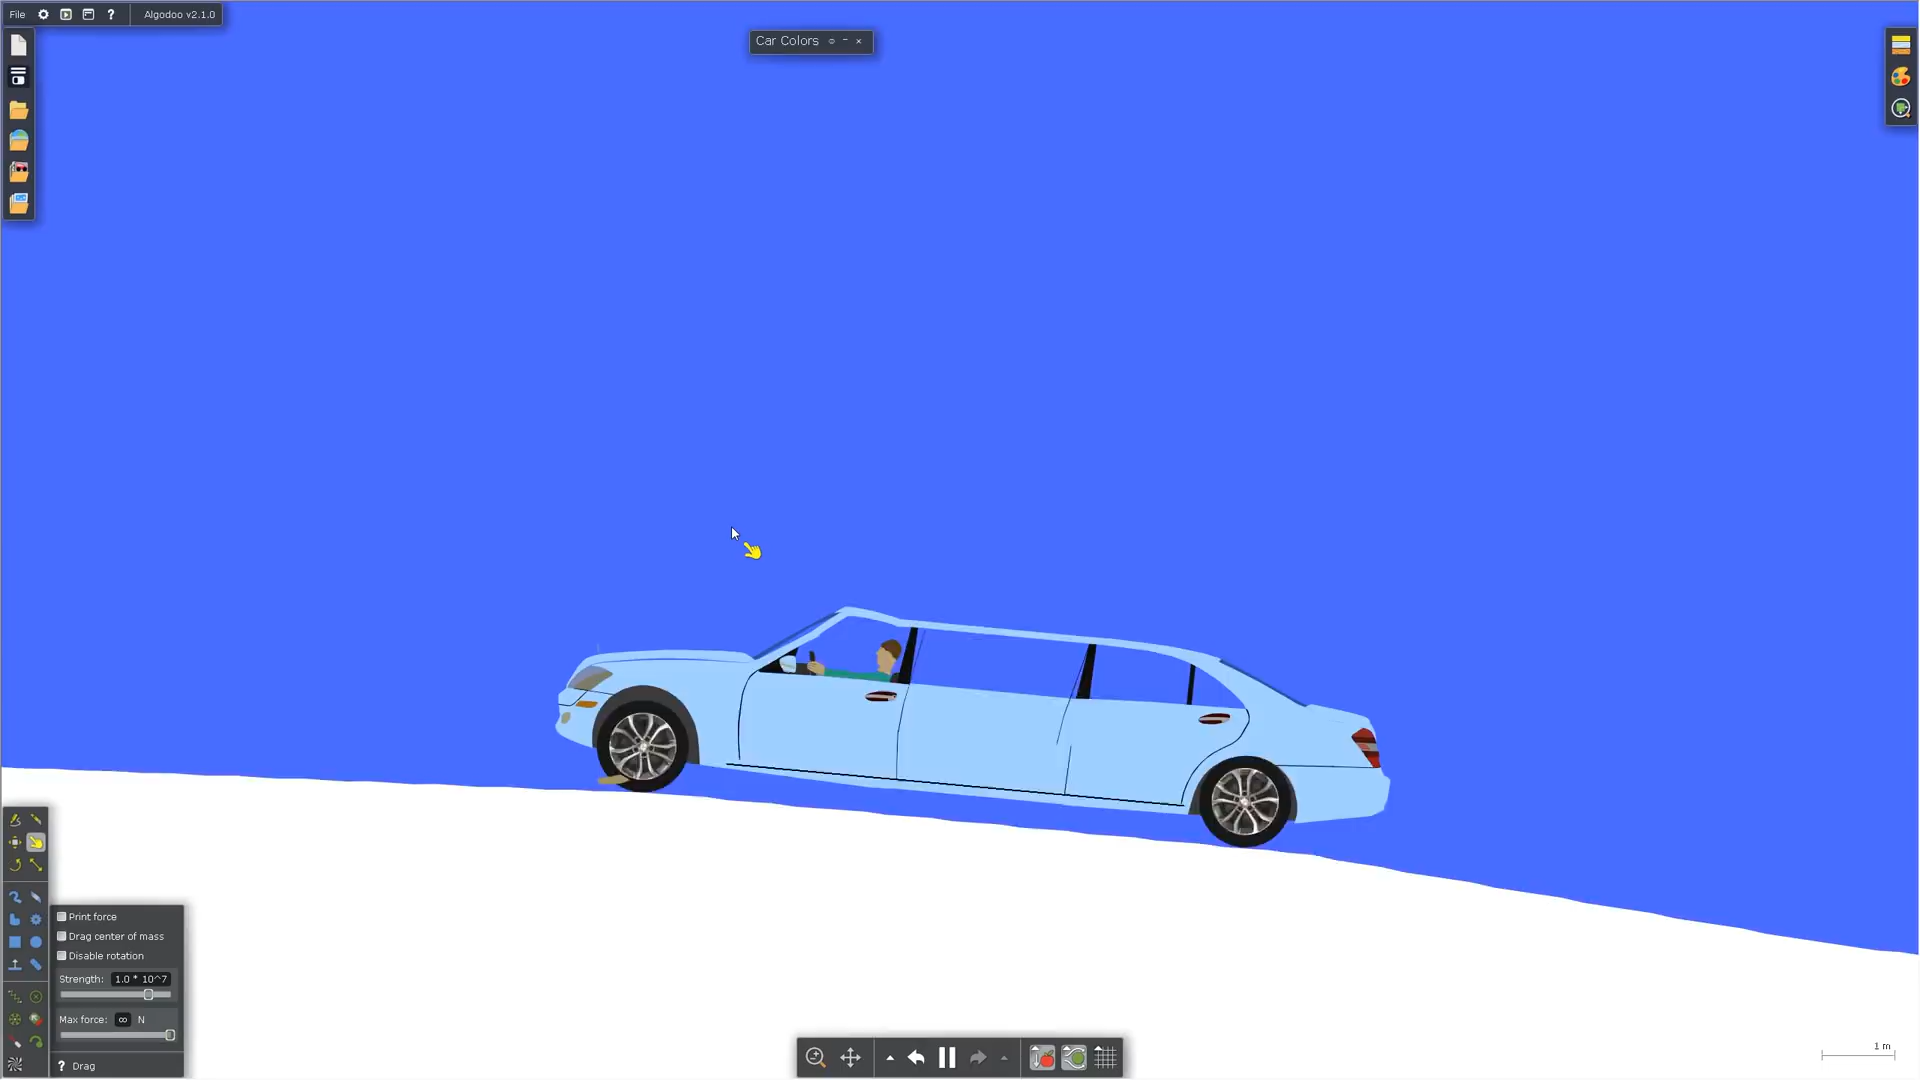 File ? Algodoo v2.1.0
Car Colors
Print force
Drag center of mass
Disable rotation
Strength: 1.0 * 10^7
Max force: ∞ N
? Drag
1 m